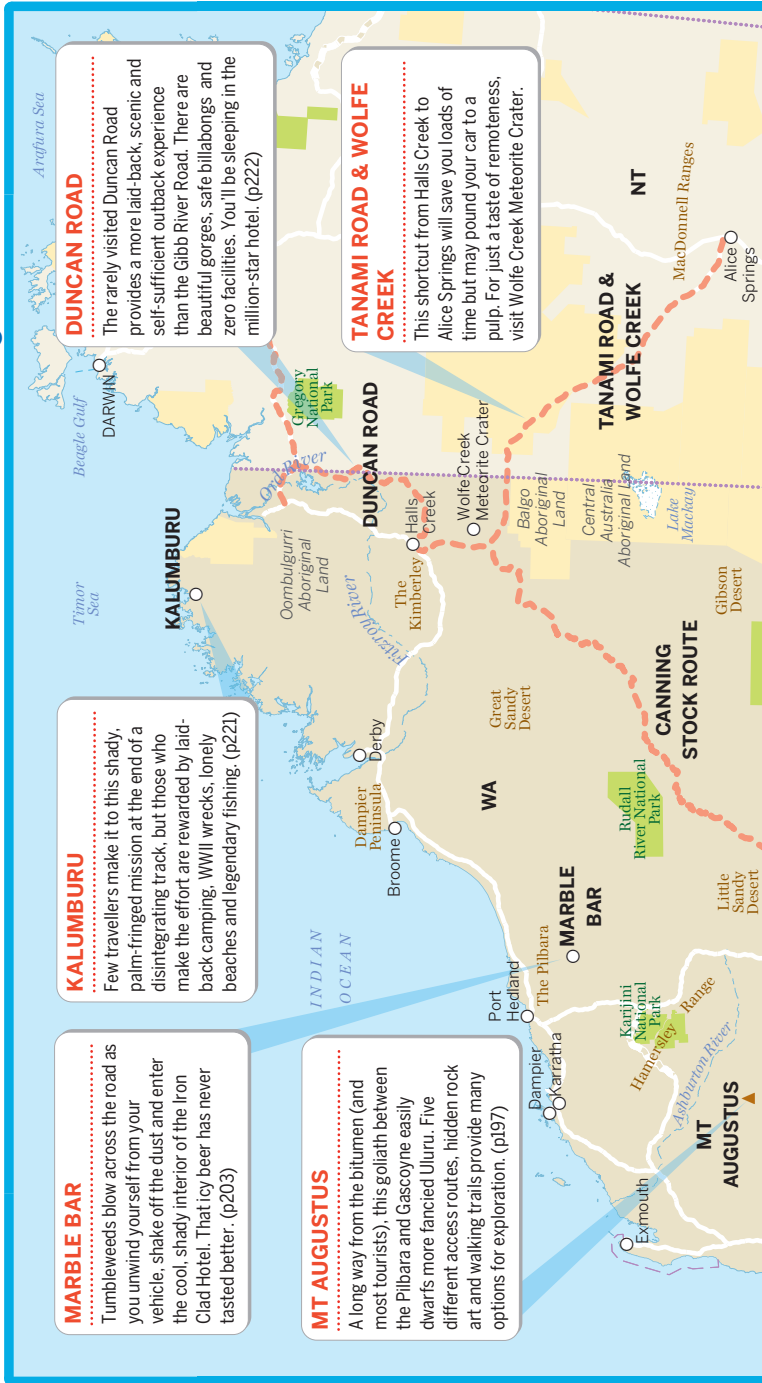 MARBLE BAR
Tumbleweeds blow across the road as
you unwind yourself from your
vehicle, shake off the dust and enter
the cool, shady interior of the Iron
Clad Hotel. That icy beer has never
tasted better. (p203)
KALUMBURU
Few travellers make it to this shady,
palm-fringed mission at the end of a
disintegrating track, but those who
make the effort are rewarded by laid-
back camping, WWII wrecks, lonely
beaches and legendary fishing. (p221)
DUNCAN ROAD
The rarely visited Duncan Road
provides a more laid-back, scenic and
self-sufficient outback experience
than the Gibb River Road. There are
beautiful gorges, safe billabongs and
zero facilities. You'll be sleeping in the
million-star hotel. (p222)
MT AUGUSTUS
A long way from the bitumen (and
most tourists), this goliath between
the Pilbara and Gascoyne easily
dwarfs more fancied Uluru. Five
different access routes, hidden rock
art and walking trails provide many
options for exploration. (p197)
TANAMI ROAD & WOLFE
CREEK
This shortcut from Halls Creek to
Alice Springs will save you loads of
time but may pound your car to a
pulp. For just a taste of remoteness,
visit Wolfe Creek Meteorite Crater.
Arafura Sea
Beagle Gulf
Timor
Sea
DARWIN
KALUMBURU
Ord River
Gregory
National
Park
Oombulgurri
Aboriginal
Land
DUNCAN ROAD
INDIAN
OCEAN
Derby
Dampier
Peninsula
Broome
Fitzroy River
The
Kimberley
Halls
Creek
Wolfe Creek
Meteorite Crater
Great
Sandy
Desert
WA
Balgo
Aboriginal
Land
Central
Australia
Aboriginal Land
TANAMI ROAD &
WOLFE CREEK
NT
Lake
Mackay
MacDonnell Ranges
Alice
Springs
Port
Hedland
The Pilbara
MARBLE
BAR
Dampier
Karratha
Exmouth
Karijini
National
Park
Hamersley Range
Ashburton River
MT
AUGUSTUS
Rudall
River National
Park
CANNING
STOCK ROUTE
Little
Sandy
Desert
Gibson
Desert